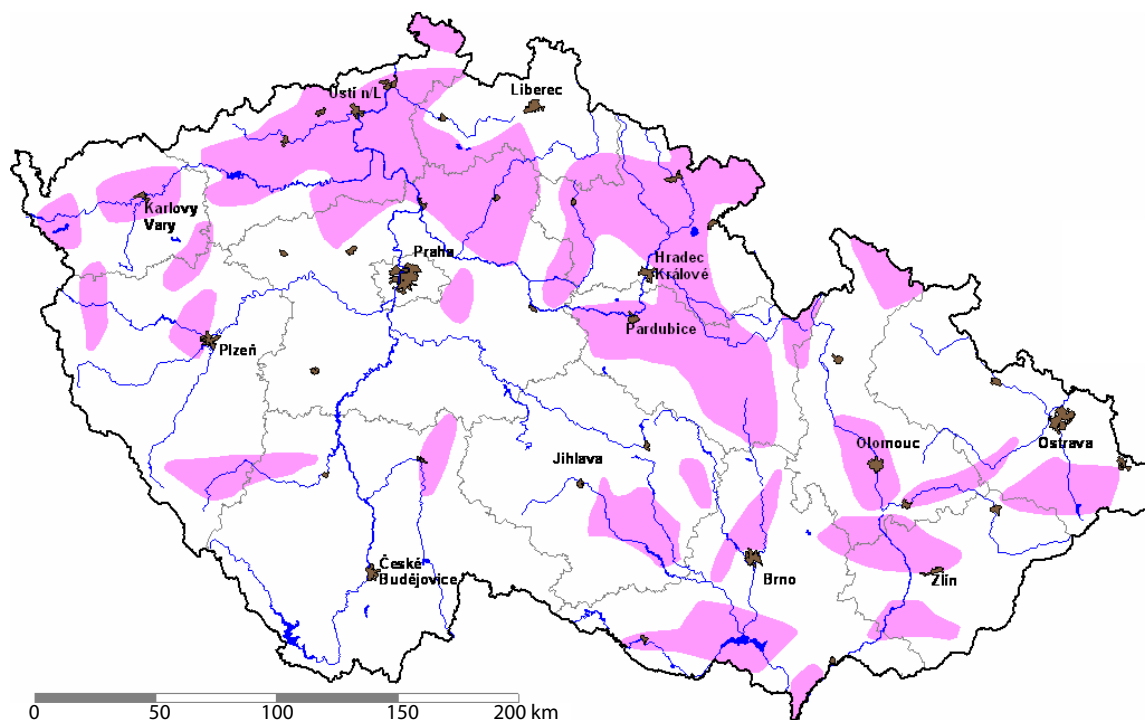 Ústí n/L
Liberec
Karlovy
Vary
Praha
Hradec
Králové
Pardubice
Plzeň
Olomouc
Ostrava
Jihlava
České
Budějovice
Brno
Zlín
0 50 100 150 200 km